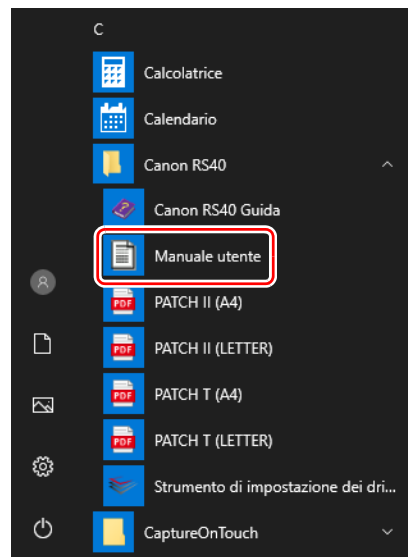 C
Calcolatrice
Calendario
Canon RS40
Canon RS40 Guida
Manuale utente
PDF PATCH II (A4)
PDF PATCH II (LETTER)
PDF PATCH T (A4)
PDF PATCH T (LETTER)
Strumento di impostazione dei dri...
CaptureOnTouch